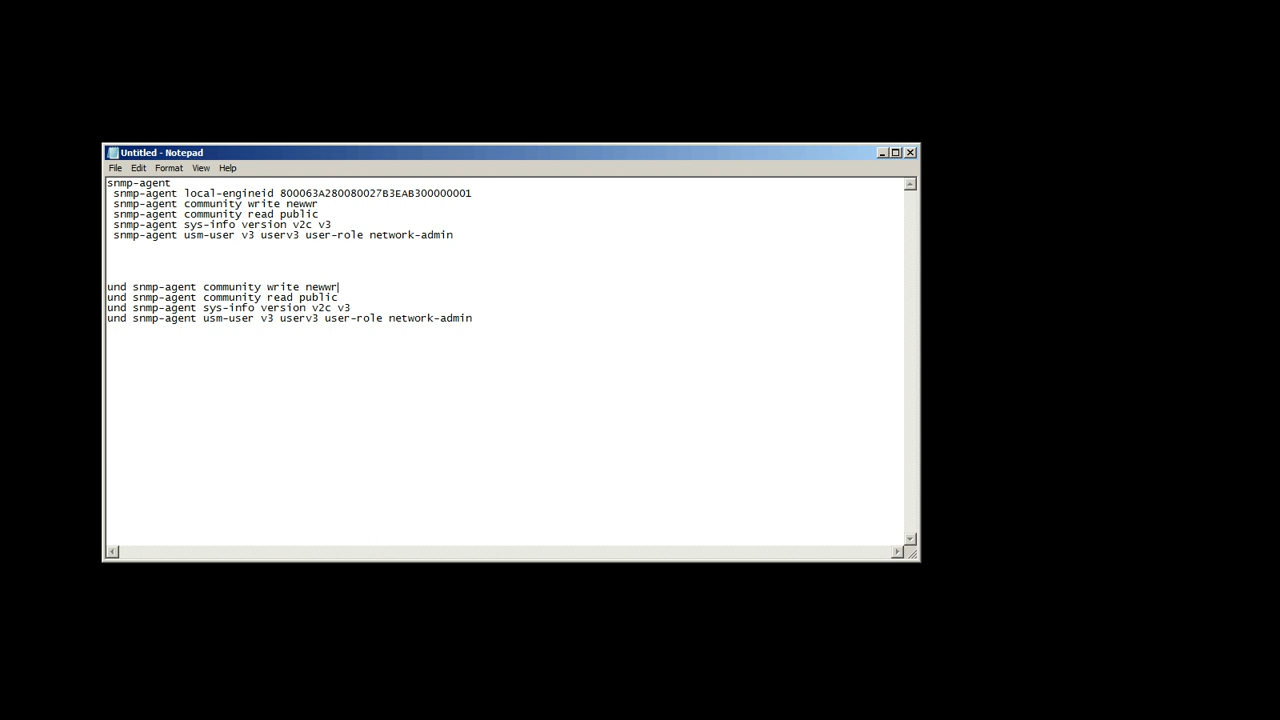 Untitled - Notepad
File Edit Format View Help
snmp-agent
snmp-agent local-engineid 800063A280080027B3EAB300000001
snmp-agent community write newwr
snmp-agent community read public
snmp-agent sys-info version v2c v3
snmp-agent usm-user v3 userv3 user-role network-admin
und snmp-agent community write newwr
und snmp-agent community read public
und snmp-agent sys-info version v2c v3
und snmp-agent usm-user v3 userv3 user-role network-admin